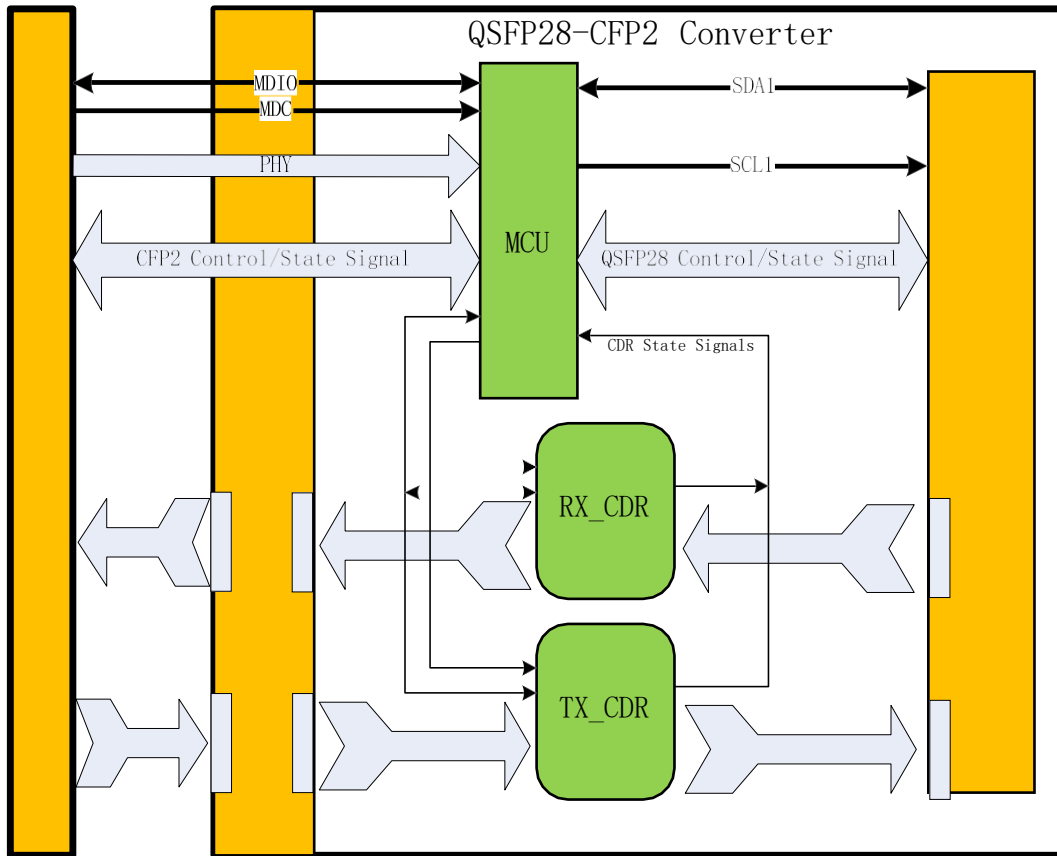 QSFP28-CFP2 Converter
MDIO
SDA1
MDC
PHY
SCL1
MCU
CFP2 Control/State Signal
QSFP28 Control/State Signal
CDR State Signals
RX_CDR
TX_CDR